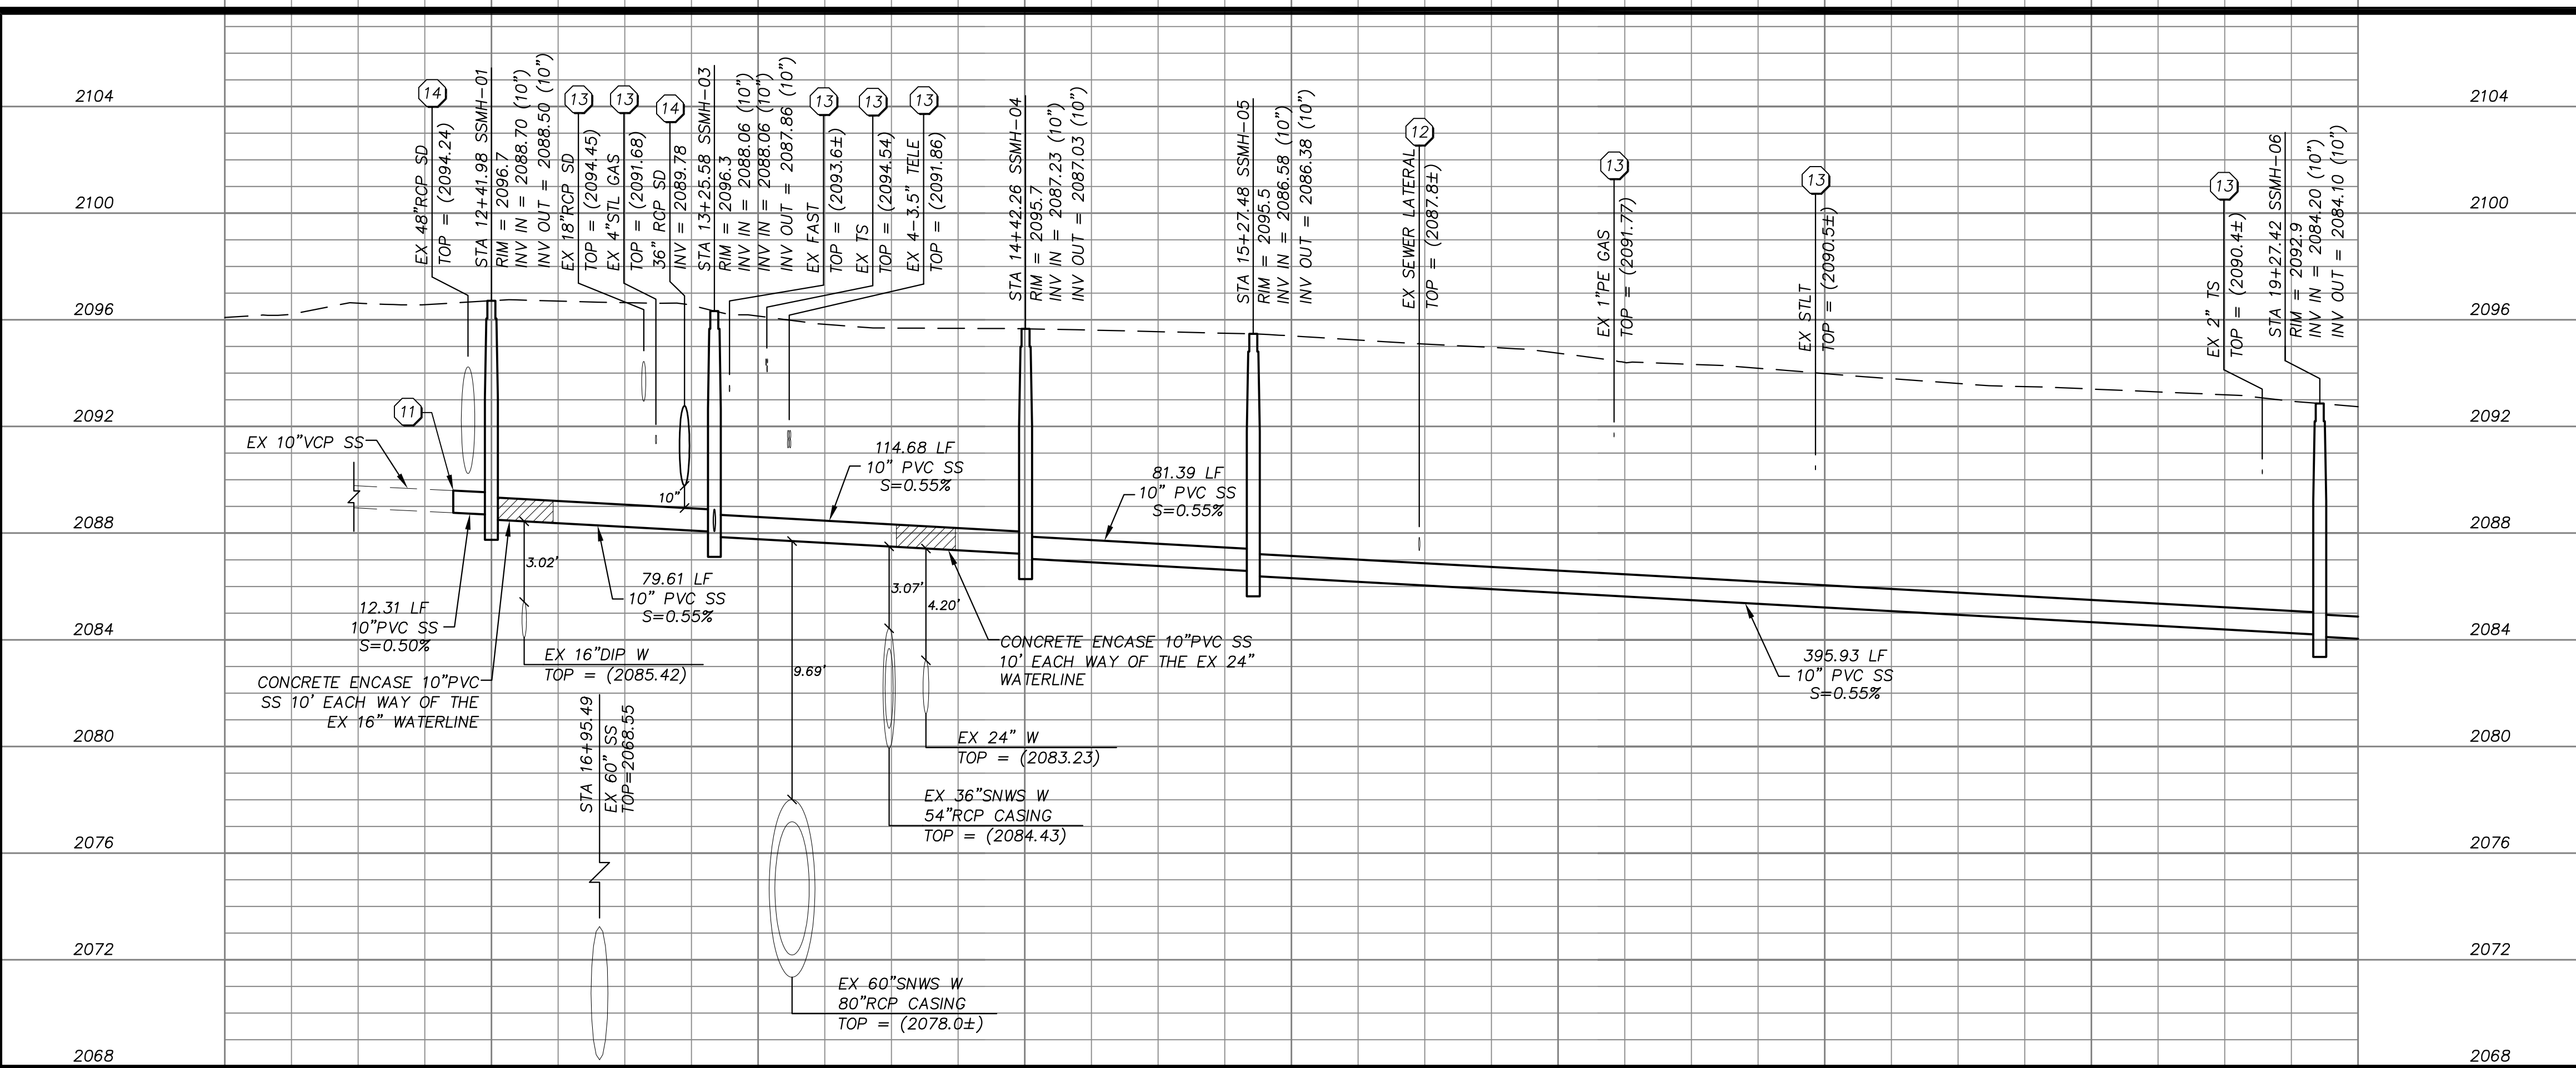 2104
2100
2096
2092
2088
2084
2080
2076
2072
2068
14
EX 48"RCP SD
TOP = (2094.24)
STA 12+41.98 SSMH-01
RIM = 2096.7
INV IN = 2088.70 (10")
INV OUT = 2088.50 (10")
13
EX 18"RCP SD
TOP = (2094.45)
13
EX 4"STL GAS
TOP = (2091.68)
14
36" RCP SD
INV = 2089.78
STA 13+25.58 SSMH-03
RIM = 2096.3
INV IN = 2088.06 (10")
INV IN = 2088.06 (10")
INV OUT = 2087.86 (10")
13
EX FAST
TOP = (2093.6±)
13
EX TS
TOP = (2094.54)
13
EX 4-3.5" TELE
TOP = (2091.86)
STA 14+42.26 SSMH-04
RIM = 2095.7
INV IN = 2087.23 (10")
INV OUT = 2087.03 (10")
STA 15+27.48 SSMH-05
RIM = 2095.5
INV IN = 2086.58 (10")
INV OUT = 2086.38 (10")
12
EX SEWER LATERAL
TOP = (2087.8±)
13
EX 1"PE GAS
TOP = (2091.77)
13
EX STLT
TOP = (2090.5±)
13
EX 2" TS
TOP = (2090.4±)
STA 19+27.42 SSMH-06
RIM = 2092.9
INV IN = 2084.20 (10")
INV OUT = 2084.10 (10")
11
EX 10"VCP SS
10"
114.68 LF
10" PVC SS
S=0.55%
81.39 LF
10" PVC SS
S=0.55%
3.02'
79.61 LF
10" PVC SS
S=0.55%
12.31 LF
10"PVC SS
S=0.50%
3.07'
4.20'
9.69'
CONCRETE ENCASE 10"PVC SS
10' EACH WAY OF THE EX 24"
WATERLINE
EX 16"DIP W
TOP = (2085.42)
CONCRETE ENCASE 10"PVC
SS 10' EACH WAY OF THE
EX 16" WATERLINE
395.93 LF
10" PVC SS
S=0.55%
STA 16+95.49
EX 60" SS
TOP=2068.55
EX 24" W
TOP = (2083.23)
EX 36"SNWS W
54"RCP CASING
TOP = (2084.43)
EX 60"SNWS W
80"RCP CASING
TOP = (2078.0±)
2104
2100
2096
2092
2088
2084
2080
2076
2072
2068